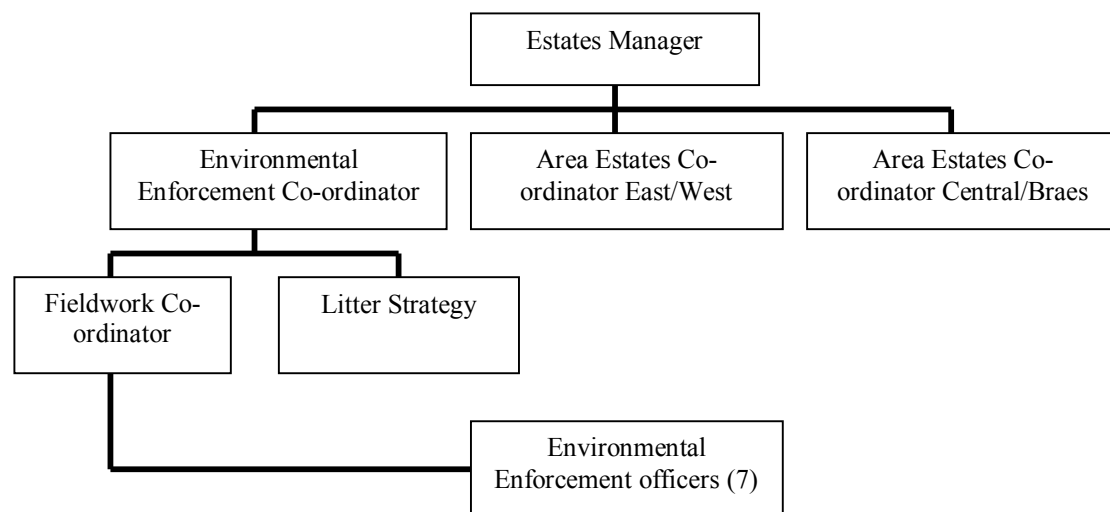 Estates Manager
Environmental
Enforcement Co-ordinator
Area Estates Co-
ordinator East/West
Area Estates Co-
ordinator Central/Braes
Fieldwork Co-
ordinator
Litter Strategy
Environmental
Enforcement officers (7)